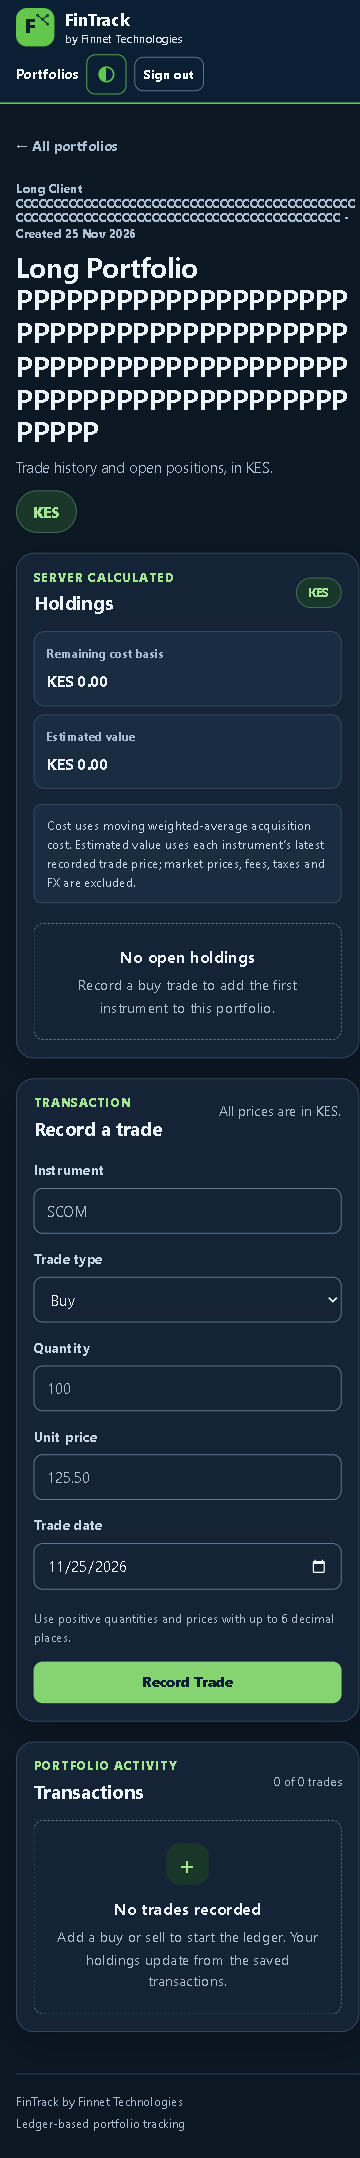 FinTrack
by Finnet Technologies
Portfolios
Sign out
← All portfolios
Long Client
CCCCCCCCCCCCCCCCCCCCCCCCCCCCCCCCCCCCCCCCCCCC
CCCCCCCCCCCCCCCCCCCCCCCCCCCCCCCCCCCCCCCCCC -
Created 25 Nov 2026
Long Portfolio
PPPPPPPPPPPPPPPPPPPP
PPPPPPPPPPPPPPPPPPPP
PPPPPPPPPPPPPPPPPPPP
PPPPPPPPPPPPPPPPPPPP
PPPPP
Trade history and open positions, in KES.
KES
SERVER CALCULATED
Holdings
KES
Remaining cost basis
KES 0.00
Estimated value
KES 0.00
Cost uses moving weighted-average acquisition
cost. Estimated value uses each instrument's latest
recorded trade price; market prices, fees, taxes and
FX are excluded.
No open holdings
Record a buy trade to add the first
instrument to this portfolio.
TRANSACTION
Record a trade
All prices are in KES.
Instrument
SCOM
Trade type
Buy
Quantity
100
Unit price
125.50
Trade date
11/25/2026
Use positive quantities and prices with up to 6 decimal
places.
Record Trade
PORTFOLIO ACTIVITY
Transactions
0 of 0 trades
+
No trades recorded
Add a buy or sell to start the ledger. Your
holdings update from the saved
transactions.
FinTrack by Finnet Technologies
Ledger-based portfolio tracking